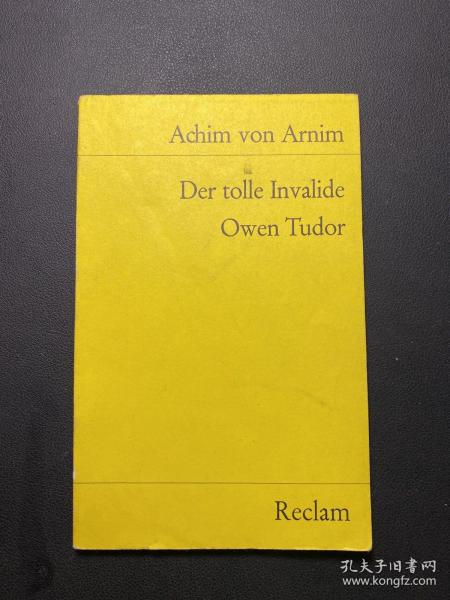 Achim von Arnim
Der tolle Invalide
Owen Tudor
Reclam
孔夫子旧书网
www.kongfz.com